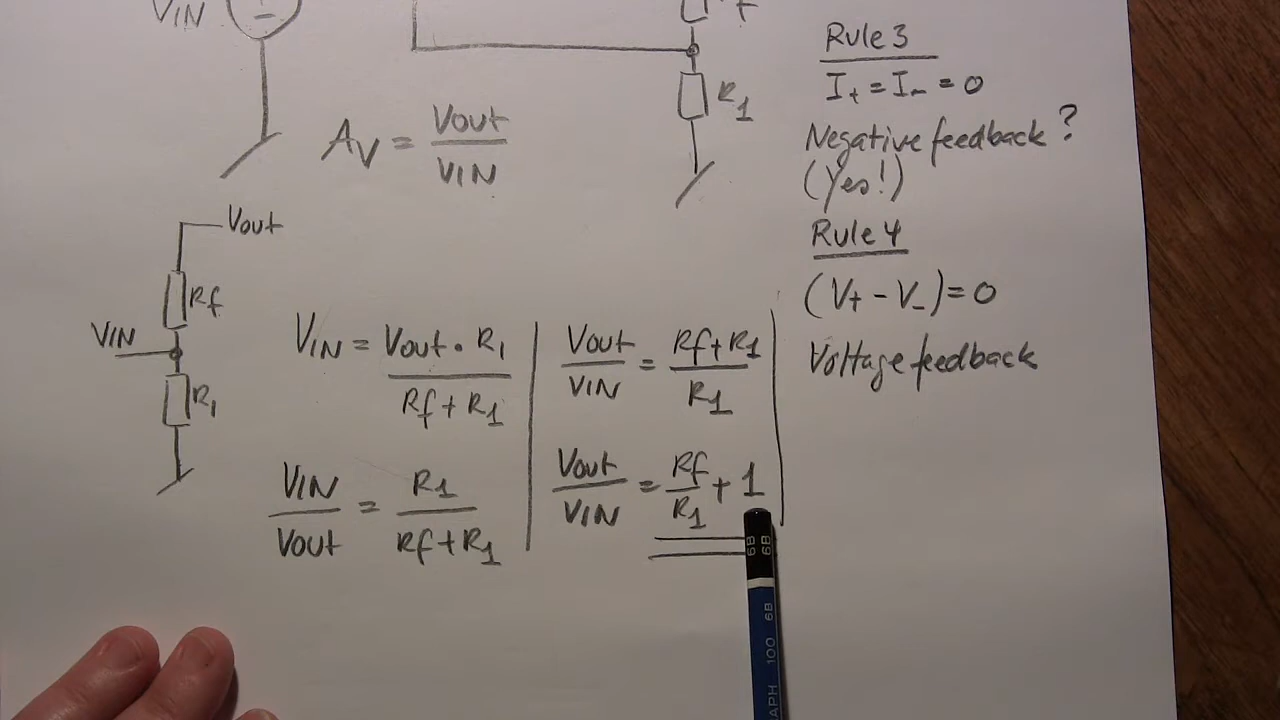 VIN
R1
AV = Vout / VIN
Vout
Rf
VIN
R1
VIN = Vout · R1 / Rf + R1
VIN / Vout = R1 / Rf + R1
Vout / VIN = Rf + R1 / R1
Vout / VIN = Rf / R1 + 1
Rule 3
I+ = I- = 0
Negative feedback?
(Yes!)
Rule 4
(V+ - V-) = 0
Voltage feedback
6B 6B
100 6B